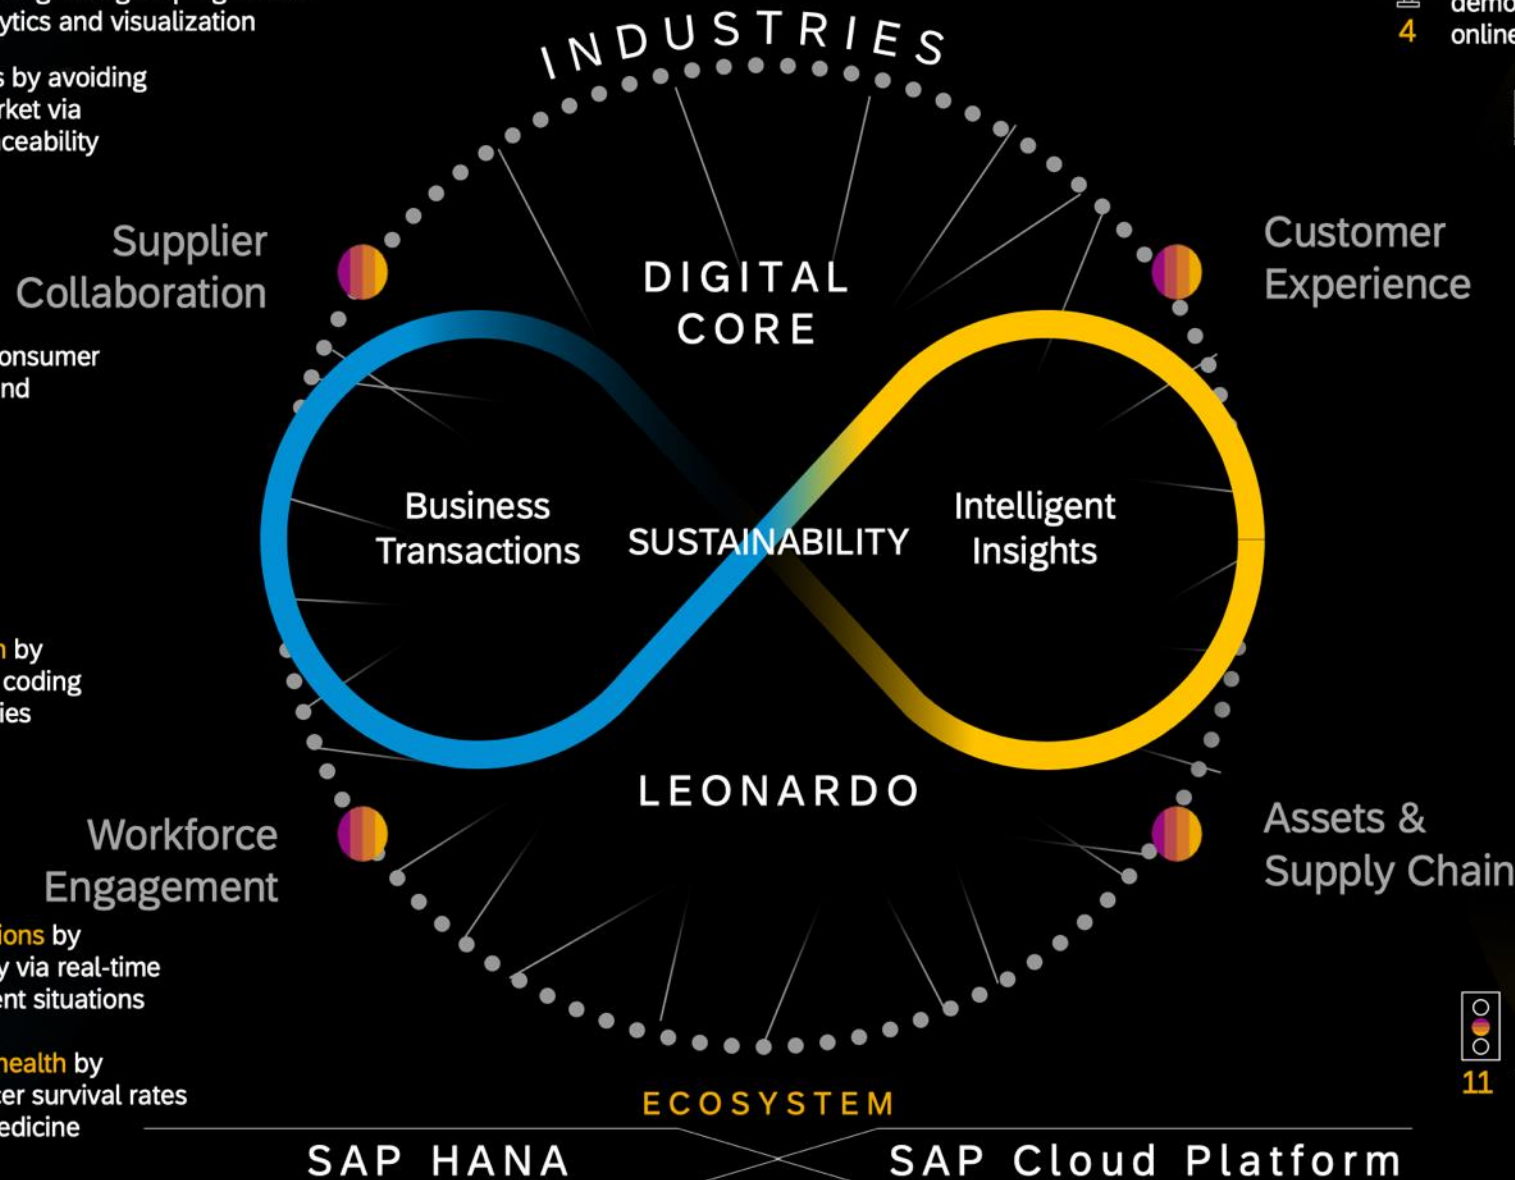 ytics and visualization
s by avoiding
rket via
ceability
4
online
INDUSTRIES
Supplier
Collaboration
Customer
Experience
DIGITAL
CORE
onsumer
nd
Business
Transactions
SUSTAINABILITY
Intelligent
Insights
n by
coding
ies
LEONARDO
Workforce
Engagement
Assets &
Supply Chain
ions by
y via real-time
ent situations
11
health by
cer survival rates
edicine
ECOSYSTEM
SAP HANA
SAP Cloud Platform